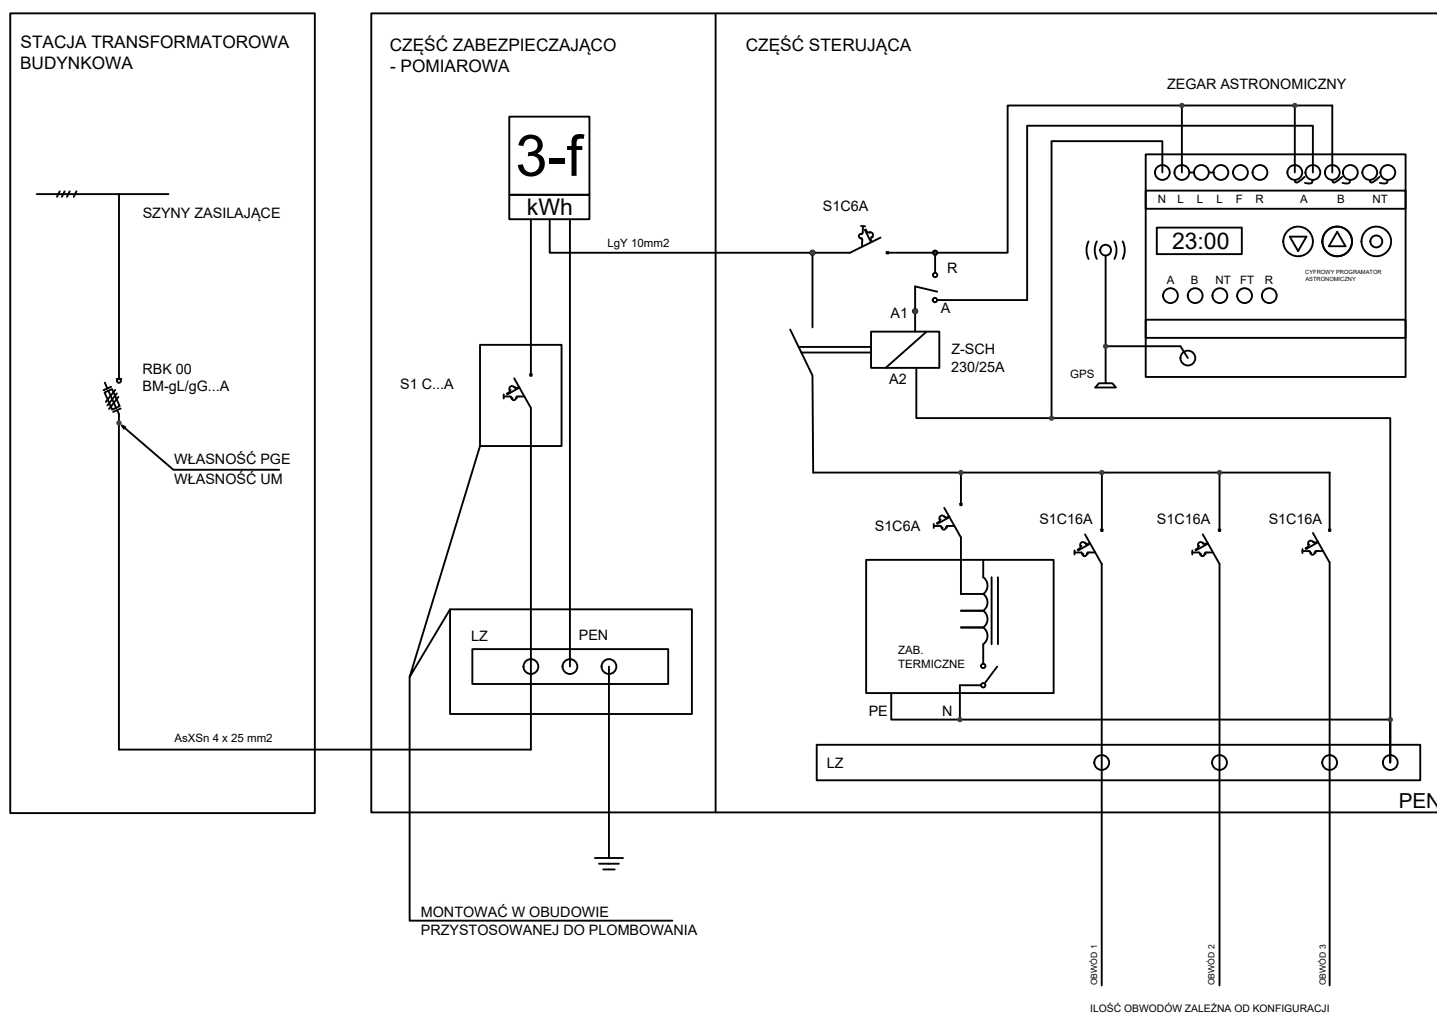 STACJA TRANSFORMATOROWA
BUDYNKOWA
SZYNY ZASILAJĄCE
RBK 00
BM-gL/gG...A
WŁASNOŚĆ PGE
WŁASNOŚĆ UM
AsXSn 4 x 25 mm2
CZĘŚĆ ZABEZPIECZAJĄCO
- POMIAROWA
3-f
kWh
LgY 10mm2
S1 C...A
LZ
PEN
MONTOWAĆ W OBUDOWIE
PRZYSTOSOWANEJ DO PLOMBOWANIA
CZĘŚĆ STERUJĄCA
ZEGAR ASTRONOMICZNY
S1C6A
R
A
A1
A2
Z-SCH
230/25A
N L L L F R A B NT
23:00
CYFROWY PROGRAMATOR
ASTRONOMICZNY
A B NT FT R
GPS
S1C6A
S1C16A
S1C16A
S1C16A
ZAB.
TERMICZNE
PE
N
LZ
PEN
OBWÓD 1
OBWÓD 2
OBWÓD 3
ILOŚĆ OBWODÓW ZALEŻNA OD KONFIGURACJI